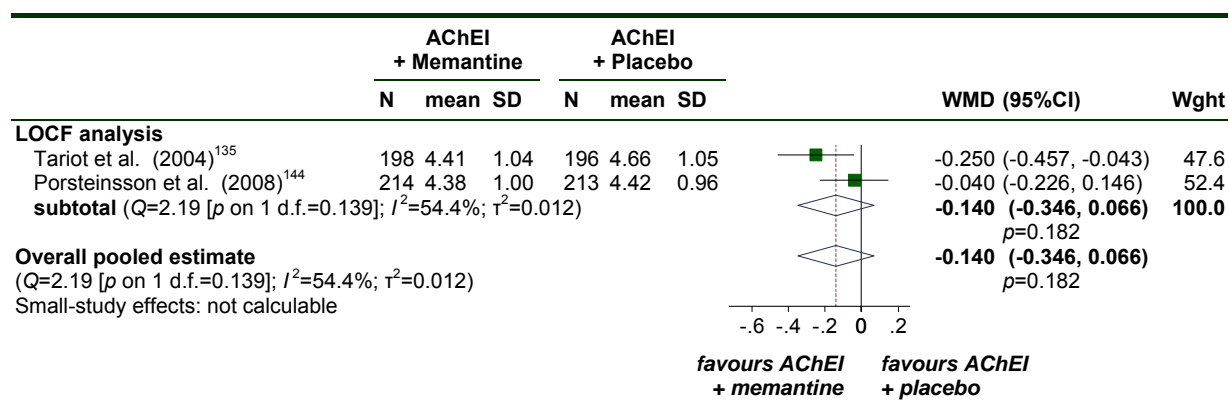 AChEI AChEI
+ Memantine + Placebo
N mean SD N mean SD WMD (95%CI) Wght
LOCF analysis
Tariot et al. (2004)135 198 4.41 1.04 196 4.66 1.05 -0.250 (-0.457, -0.043) 47.6
Porsteinsson et al. (2008)144 214 4.38 1.00 213 4.42 0.96 -0.040 (-0.226, 0.146) 52.4
subtotal (Q=2.19 [p on 1 d.f.=0.139]; I²=54.4%; τ²=0.012) -0.140 (-0.346, 0.066) 100.0
p=0.182
Overall pooled estimate -0.140 (-0.346, 0.066)
(Q=2.19 [p on 1 d.f.=0.139]; I²=54.4%; τ²=0.012) p=0.182
Small-study effects: not calculable
-.6 -.4 -.2 0 .2
favours AChEI favours AChEI
+ memantine + placebo